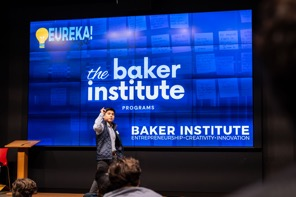 EUREKA!
the baker
institute
PROGRAMS
BAKER INSTITUTE
ENTREPRENEURSHIP•CREATIVITY•INNOVATION